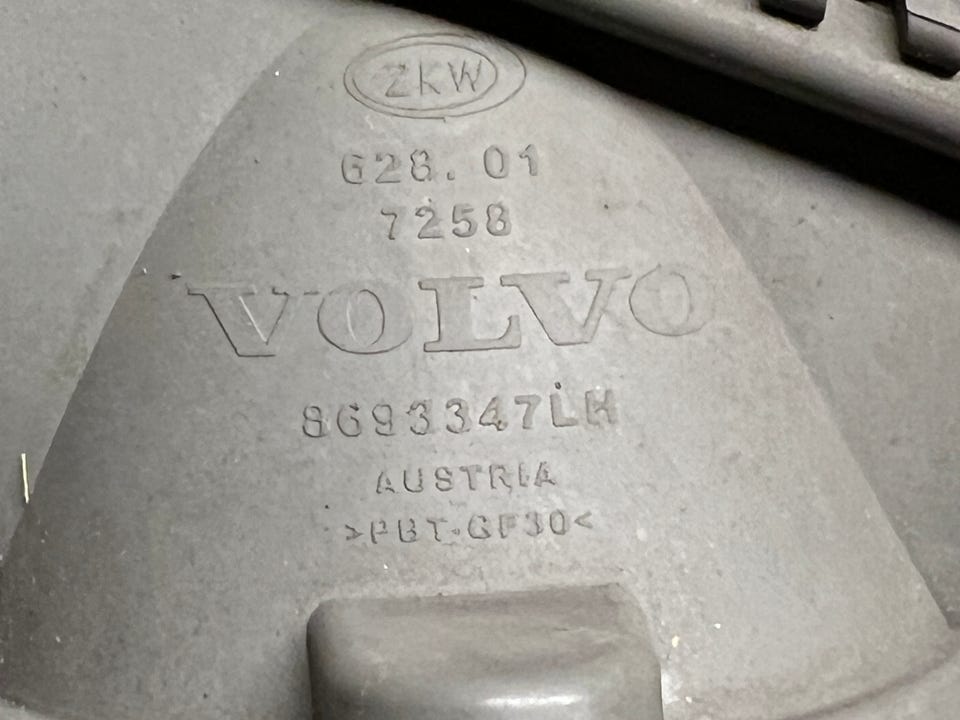 ZKW
628.01
7258
VOLVO
8693347LH
AUSTRIA
>PBT-GF30<